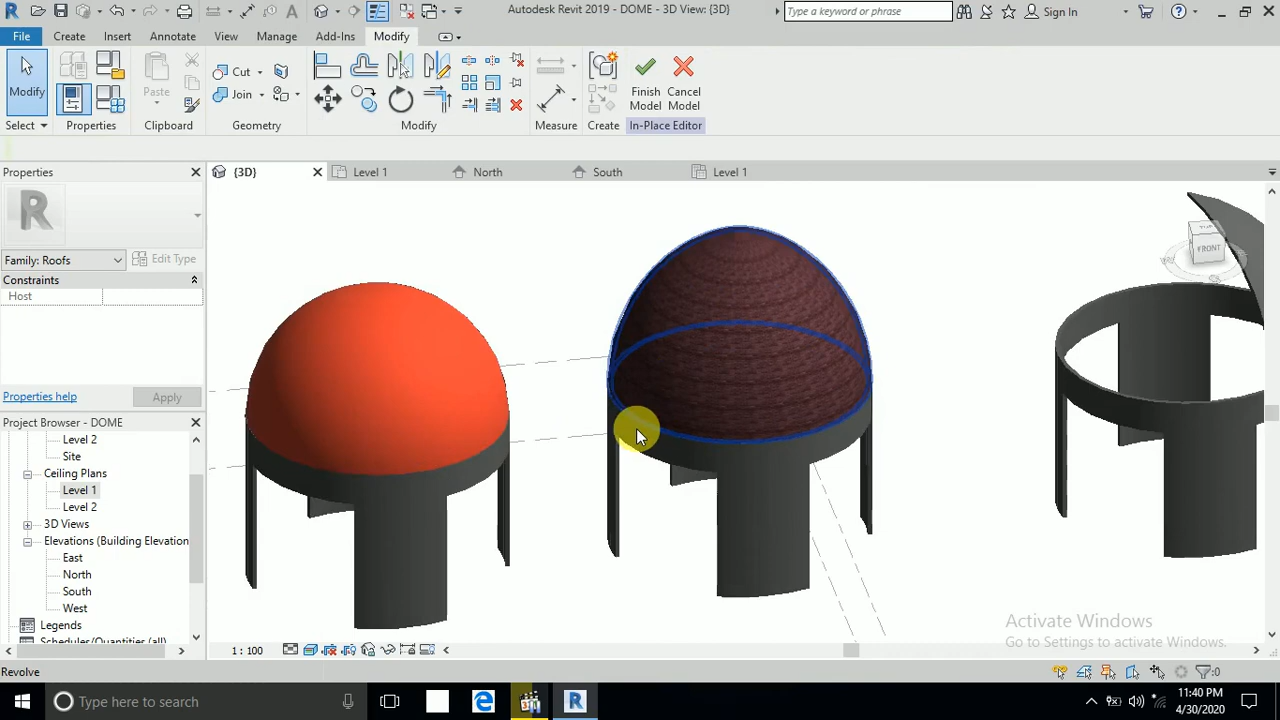 Autodesk Revit 2019 - DOME - 3D View: {3D}
Type a keyword or phrase
Sign In
File
Create
Insert
Annotate
View
Manage
Add-Ins
Modify
Modify
Cut
Join
Paste
Finish Model
Cancel Model
Select
Properties
Clipboard
Geometry
Modify
Measure
Create
In-Place Editor
Properties
{3D}
Level 1
North
South
Level 1
R
Family: Roofs
Edit Type
Constraints
Host
Properties help
Apply
Project Browser - DOME
Level 2
Site
Ceiling Plans
Level 1
Level 2
3D Views
Elevations (Building Elevation
East
North
South
West
Legends
Schedules/Quantities (all)
FRONT
Activate Windows
Go to Settings to activate Windows.
1 : 100
Revolve
:0
Type here to search
11:40 PM
4/30/2020